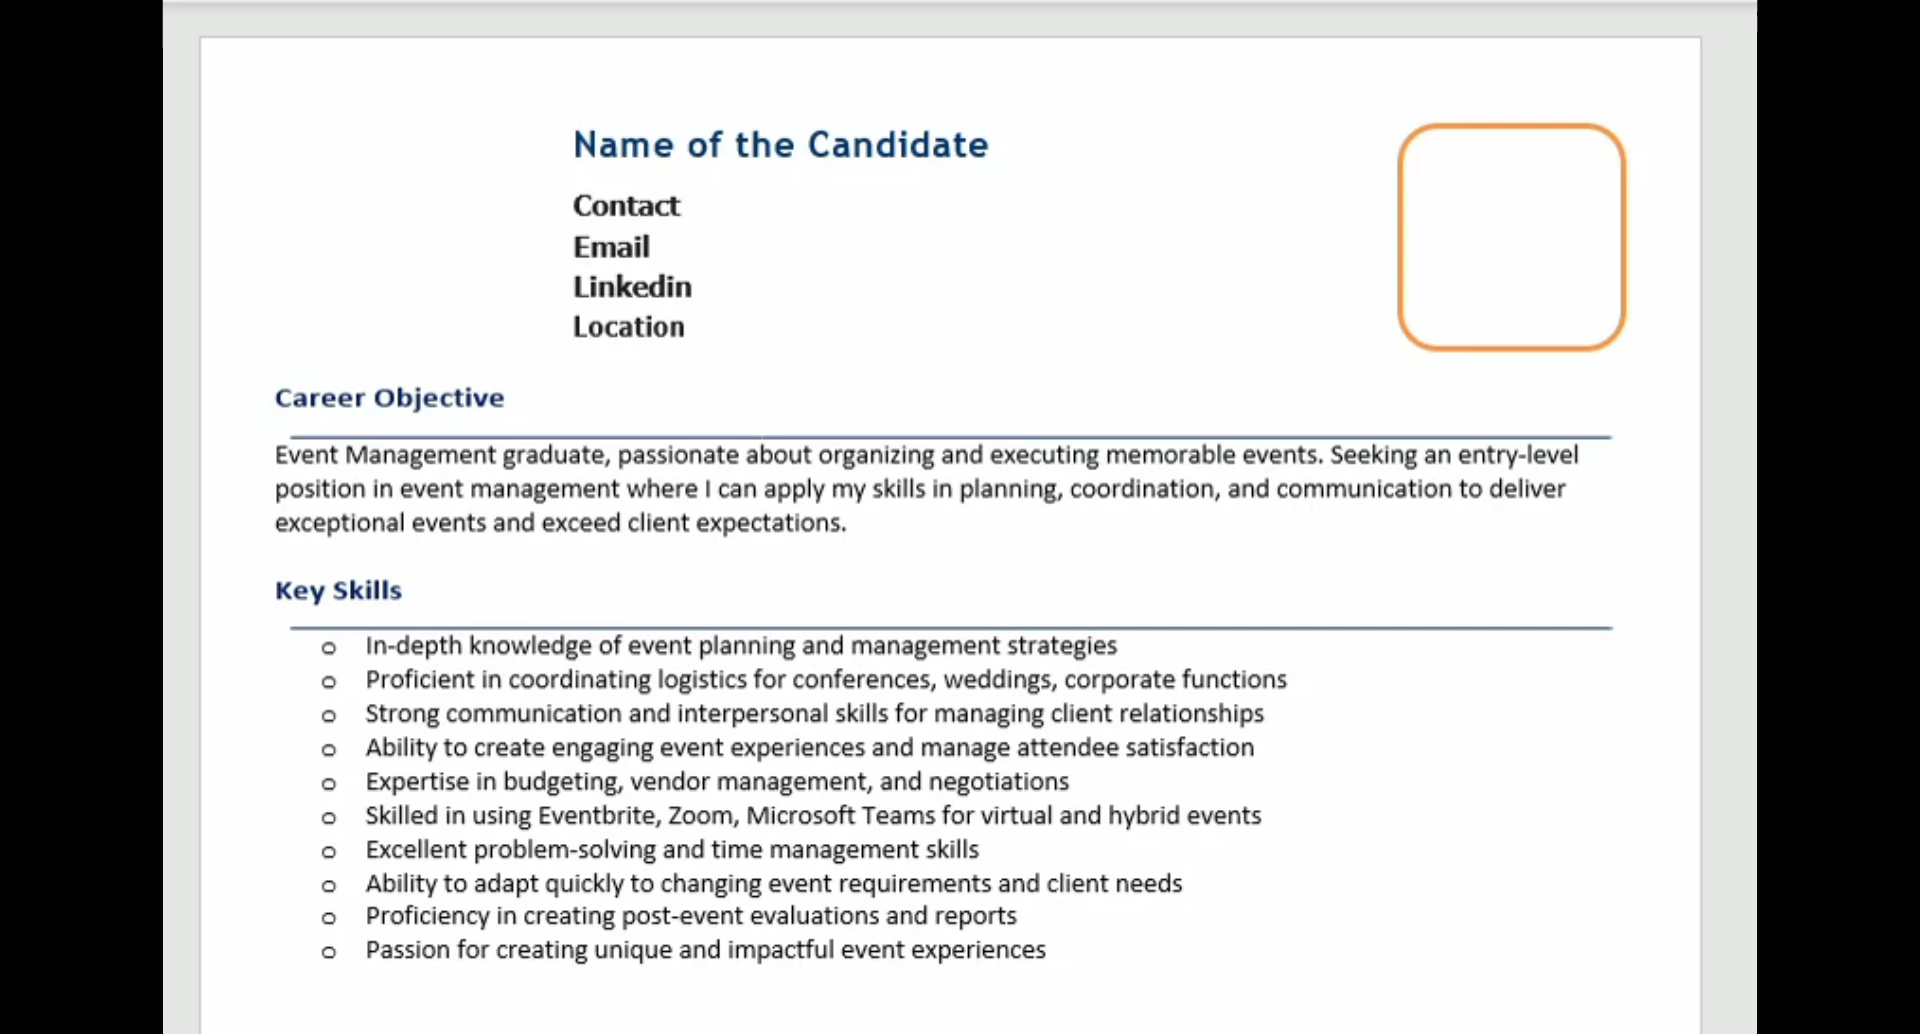 Name of the Candidate
Contact
Email
Linkedin
Location
Career Objective
Event Management graduate, passionate about organizing and executing memorable events. Seeking an entry-level
position in event management where I can apply my skills in planning, coordination, and communication to deliver
exceptional events and exceed client expectations.
Key Skills
o In-depth knowledge of event planning and management strategies
o Proficient in coordinating logistics for conferences, weddings, corporate functions
o Strong communication and interpersonal skills for managing client relationships
o Ability to create engaging event experiences and manage attendee satisfaction
o Expertise in budgeting, vendor management, and negotiations
o Skilled in using Eventbrite, Zoom, Microsoft Teams for virtual and hybrid events
o Excellent problem-solving and time management skills
o Ability to adapt quickly to changing event requirements and client needs
o Proficiency in creating post-event evaluations and reports
o Passion for creating unique and impactful event experiences